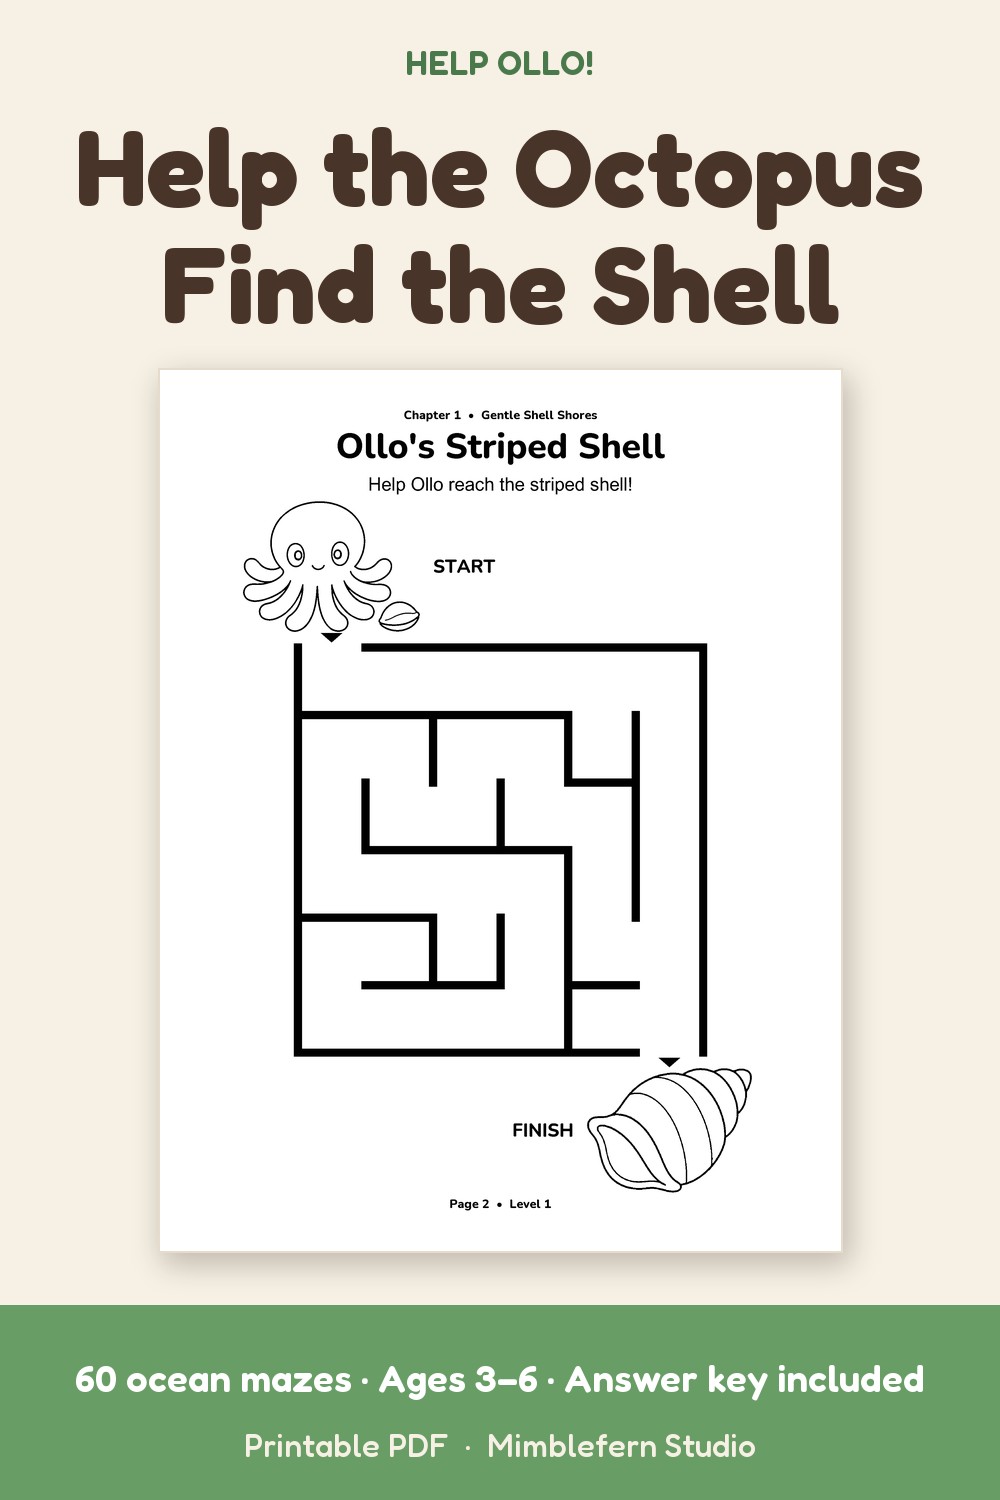 HELP OLLO!
Help the Octopus
Find the Shell
Chapter 1 • Gentle Shell Shores
Ollo's Striped Shell
Help Ollo reach the striped shell!
START
FINISH
Page 2 • Level 1
60 ocean mazes · Ages 3–6 · Answer key included
Printable PDF · Mimblefern Studio